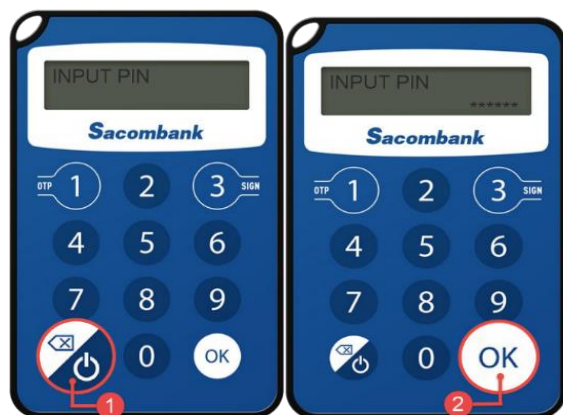 INPUT PIN
Sacombank
OTP 1 2 3 SIGN
4 5 6
7 8 9
0 OK
1
INPUT PIN
******
Sacombank
OTP 1 2 3 SIGN
4 5 6
7 8 9
0 OK
2